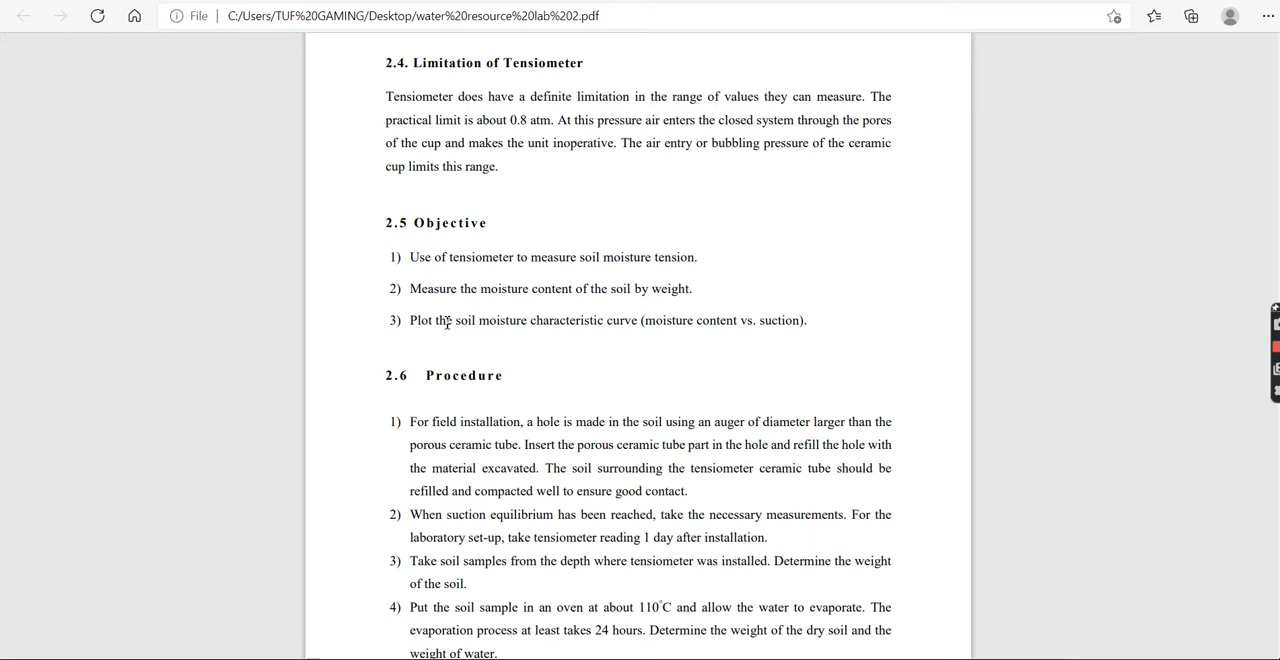 File | C:/Users/TUF%20GAMING/Desktop/water%20resource%20lab%202.pdf
2.4. Limitation of Tensiometer
Tensiometer does have a definite limitation in the range of values they can measure. The
practical limit is about 0.8 atm. At this pressure air enters the closed system through the pores
of the cup and makes the unit inoperative. The air entry or bubbling pressure of the ceramic
cup limits this range.
2.5 Objective
1) Use of tensiometer to measure soil moisture tension.
2) Measure the moisture content of the soil by weight.
3) Plot the soil moisture characteristic curve (moisture content vs. suction).
2.6 Procedure
1) For field installation, a hole is made in the soil using an auger of diameter larger than the
porous ceramic tube. Insert the porous ceramic tube part in the hole and refill the hole with
the material excavated. The soil surrounding the tensiometer ceramic tube should be
refilled and compacted well to ensure good contact.
2) When suction equilibrium has been reached, take the necessary measurements. For the
laboratory set-up, take tensiometer reading 1 day after installation.
3) Take soil samples from the depth where tensiometer was installed. Determine the weight
of the soil.
4) Put the soil sample in an oven at about 110°C and allow the water to evaporate. The
evaporation process at least takes 24 hours. Determine the weight of the dry soil and the
weight of water.